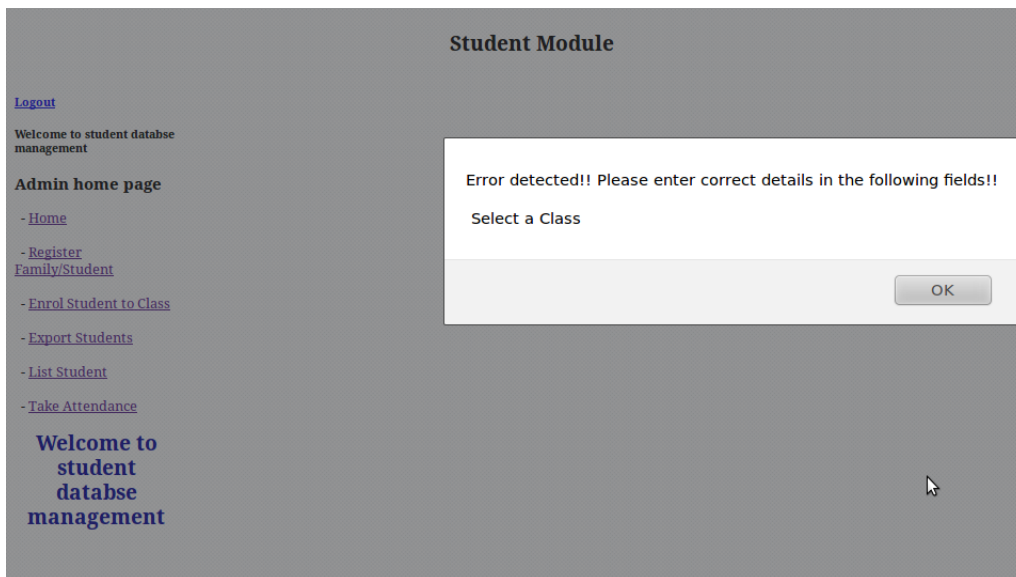 Student Module
Logout
Welcome to student databse
management
Admin home page
- Home
- Register
Family/Student
- Enrol Student to Class
- Export Students
- List Student
- Take Attendance
Welcome to
student
databse
management
Error detected!! Please enter correct details in the following fields!!
Select a Class
OK